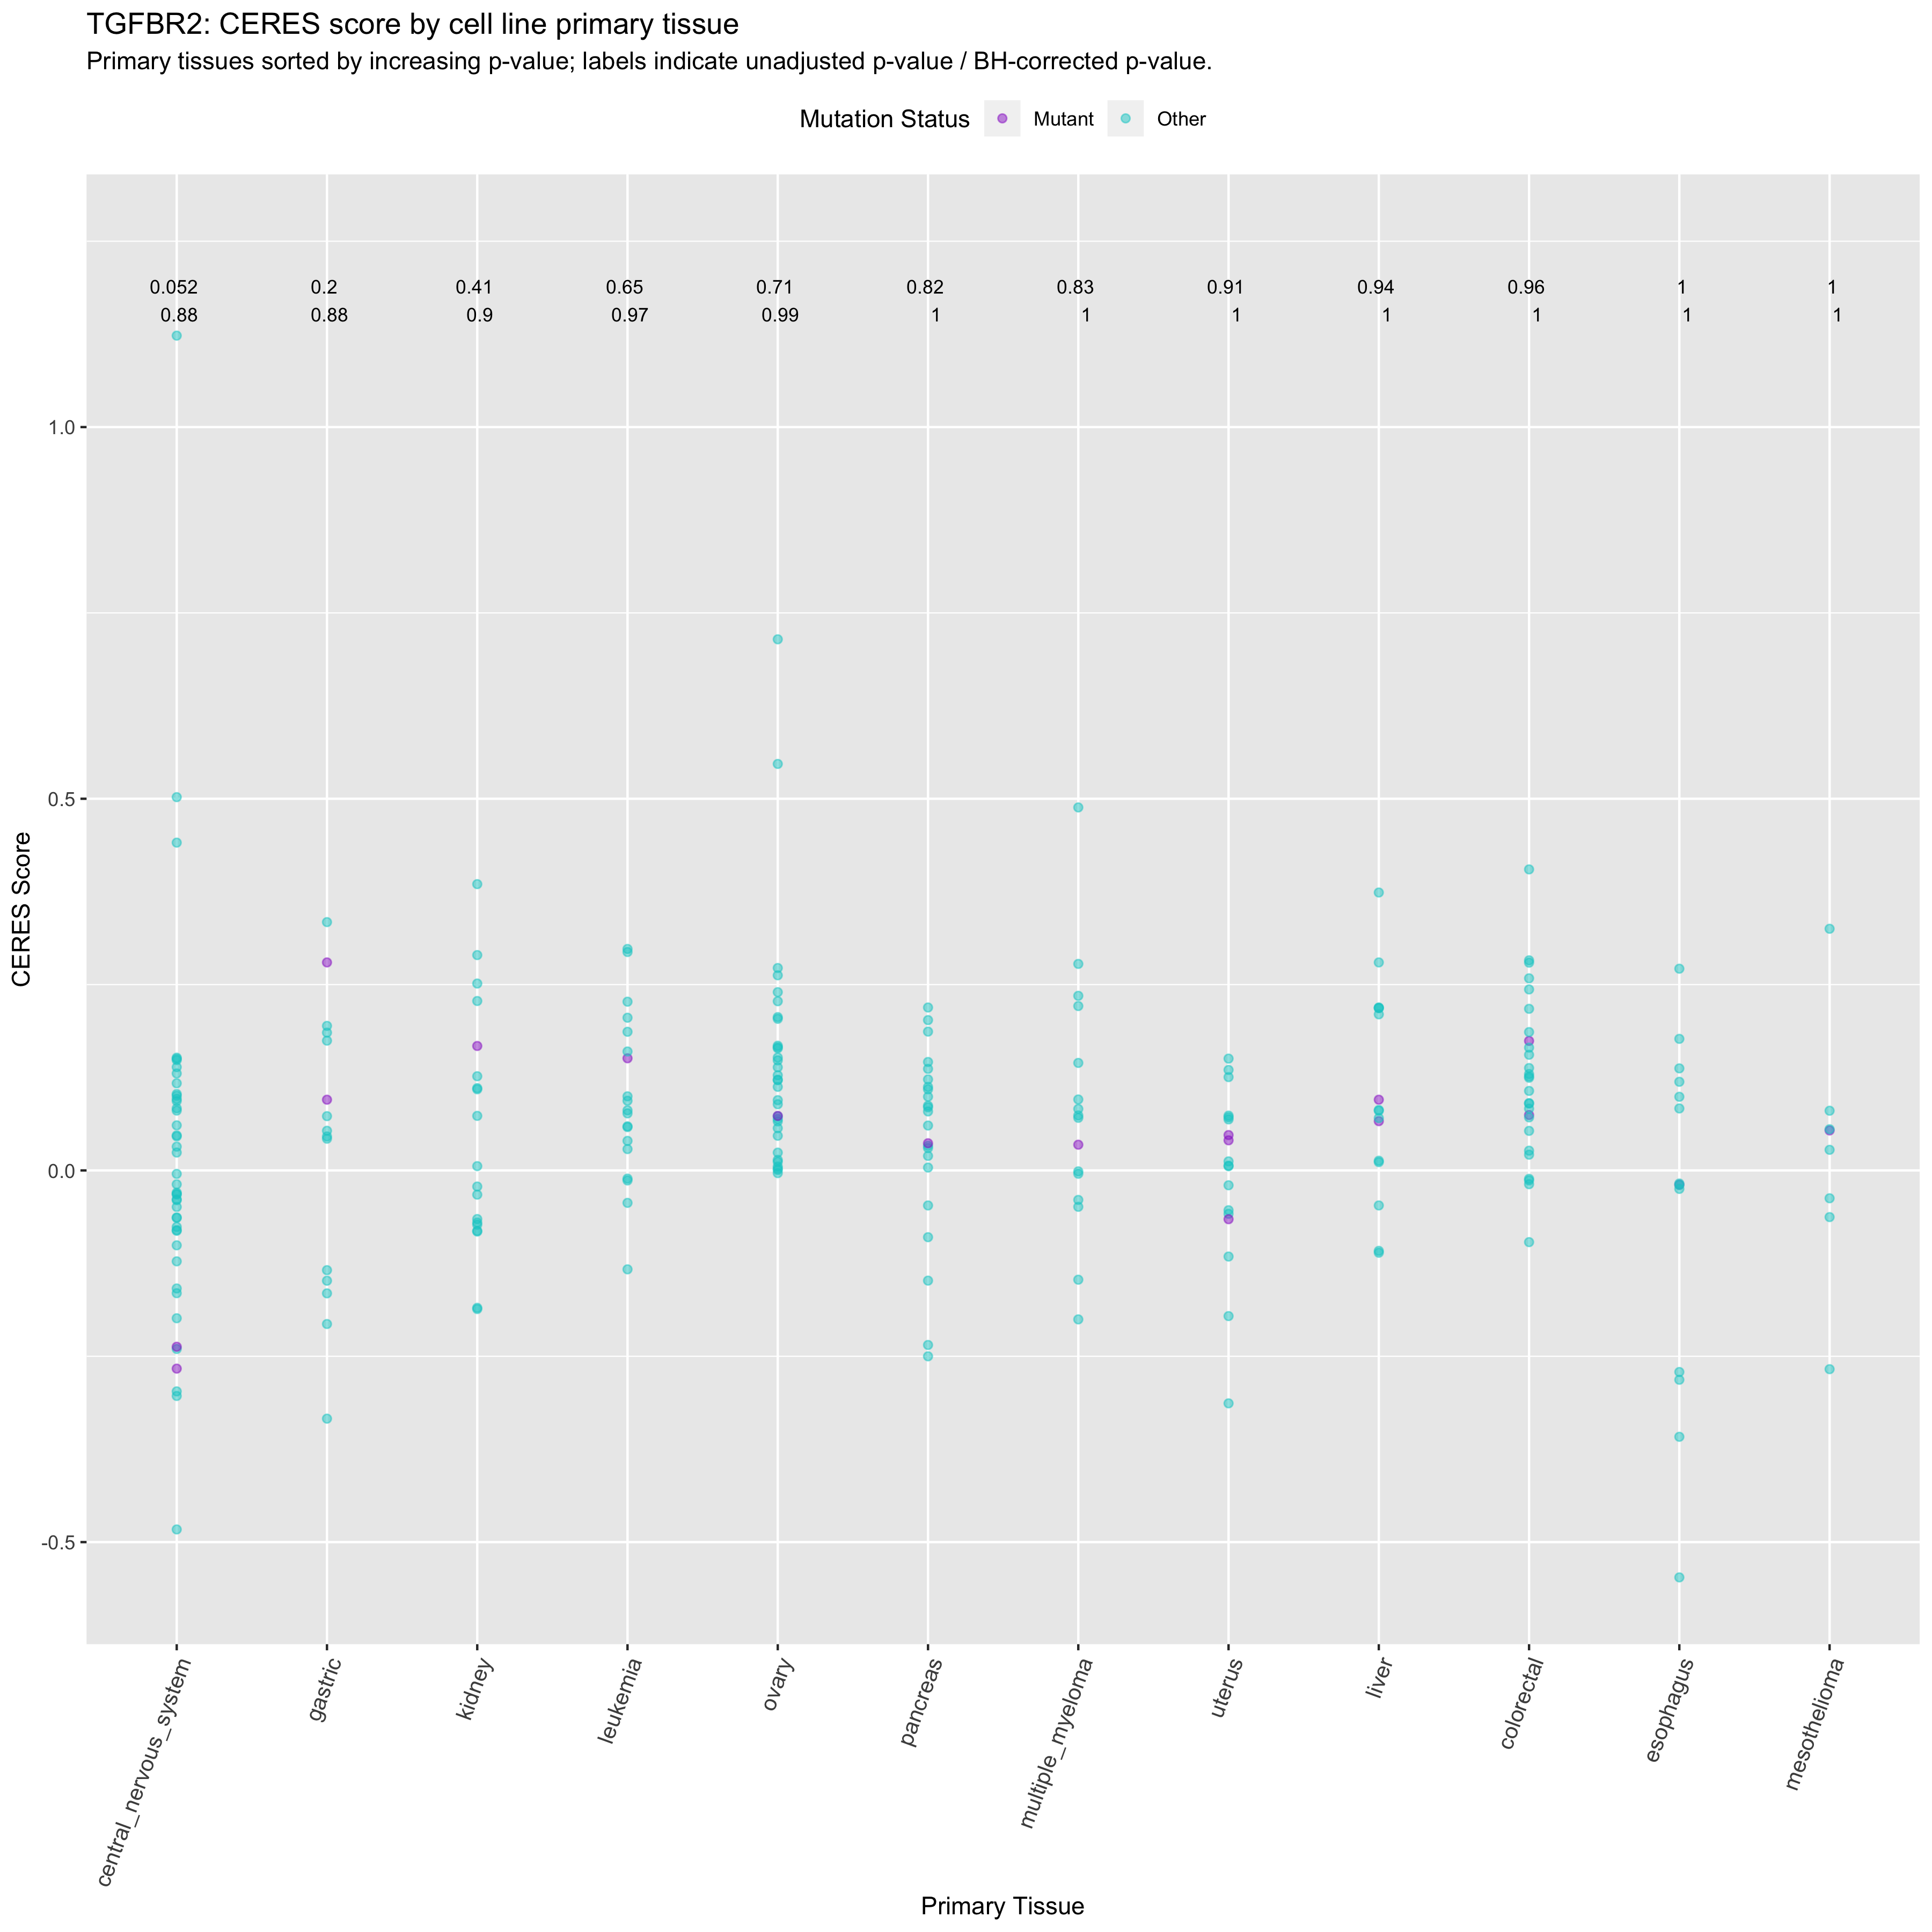 TGFBR2: CERES score by cell line primary tissue
Primary tissues sorted by increasing p-value; labels indicate unadjusted p-value / BH-corrected p-value.
Mutation Status Mutant Other
0.052 0.2 0.41 0.65 0.71 0.82 0.83 0.91 0.94 0.96 1 1
0.88 0.88 0.9 0.97 0.99 1 1 1 1 1 1 1
1.0
0.5
0.0
-0.5
CERES Score
central_nervous_system
gastric
kidney
leukemia
ovary
pancreas
multiple_myeloma
uterus
liver
colorectal
esophagus
mesothelioma
Primary Tissue